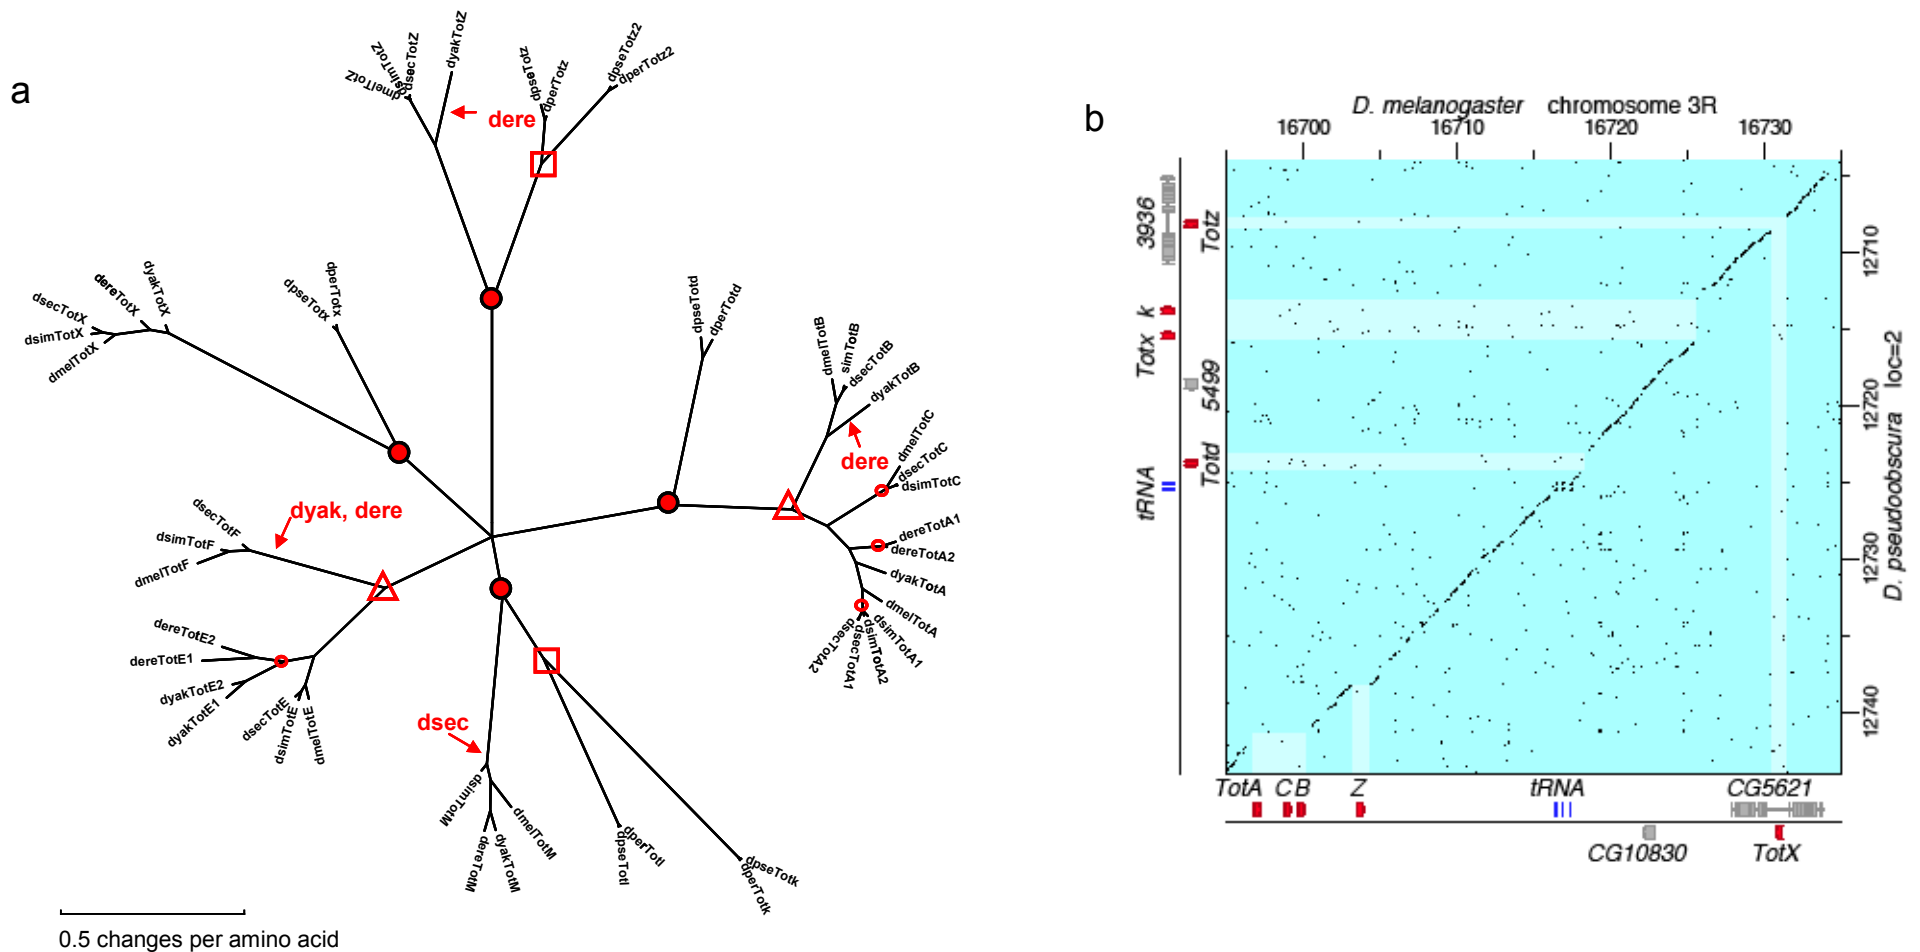 a
dmelTotZ
dsimTotZ
dsecTotZ
dyakTotZ
dere
dpseTotz
dperTotz
dpseTotz2
dperTotz2
dsecTotX
dereTotX
dyakTotX
dsimTotX
dmelTotX
dpseTotx
dperTotx
dpseTotd
dperTotd
dmelTotB
simTotB
dsecTotB
dyakTotB
dere
dmelTotC
dsecTotC
dsimTotC
dereTotA1
dereTotA2
dyakTotA
dmelTotA
dsimTotA1
dsimTotA2
dsecTotA1
dsecTotA2
dyak, dere
dsecTotF
dsimTotF
dmelTotF
dereTotE2
dereTotE1
dyakTotE2
dyakTotE1
dsecTotE
dsimTotE
dmelTotE
dsec
dsimTotM
dmelTotM
dyakTotM
dereTotM
dperTotl
dpseTotl
dpseTotk
dperTotk
0.5 changes per amino acid
b
D. melanogaster chromosome 3R
16700 16710 16720 16730
3936
Totz
k
Totx
5499
Totd
tRNA
12710
12720
12730
12740
D. pseudoobscura loc=2
TotA C B Z tRNA CG5621
CG10830 TotX